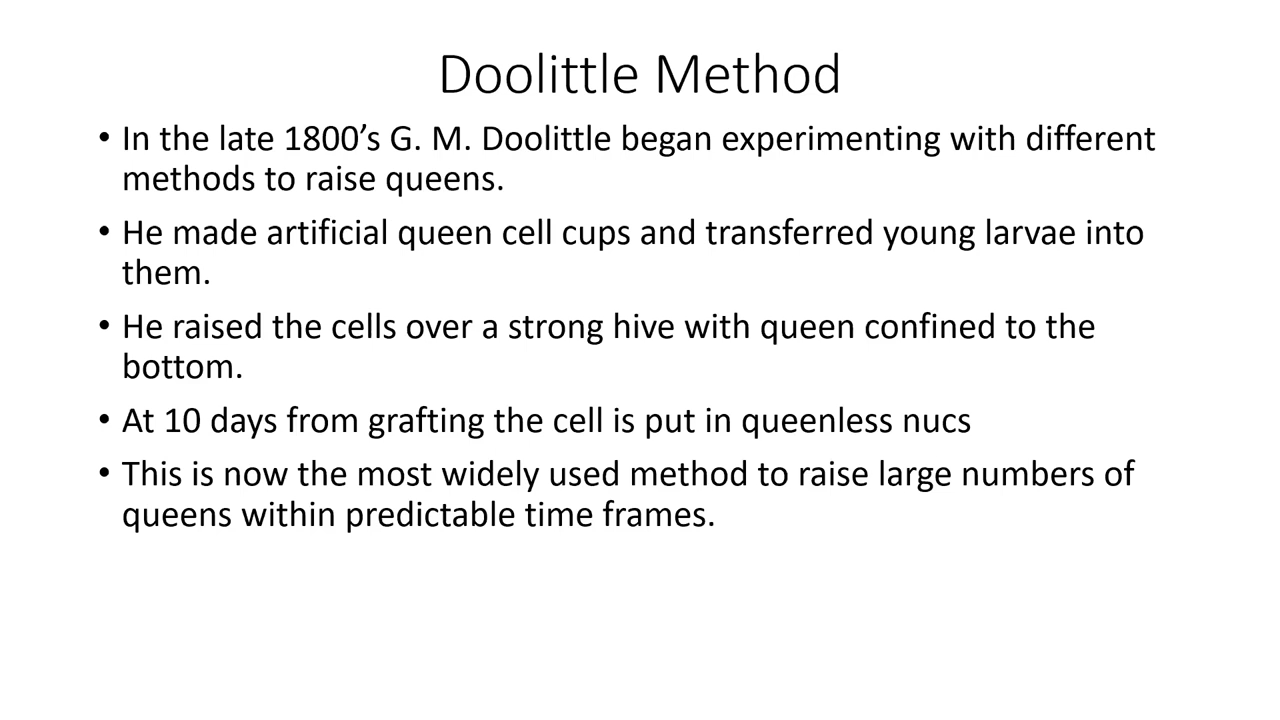 Doolittle Method
• In the late 1800’s G. M. Doolittle began experimenting with different
methods to raise queens.
• He made artificial queen cell cups and transferred young larvae into
them.
• He raised the cells over a strong hive with queen confined to the
bottom.
• At 10 days from grafting the cell is put in queenless nucs
• This is now the most widely used method to raise large numbers of
queens within predictable time frames.